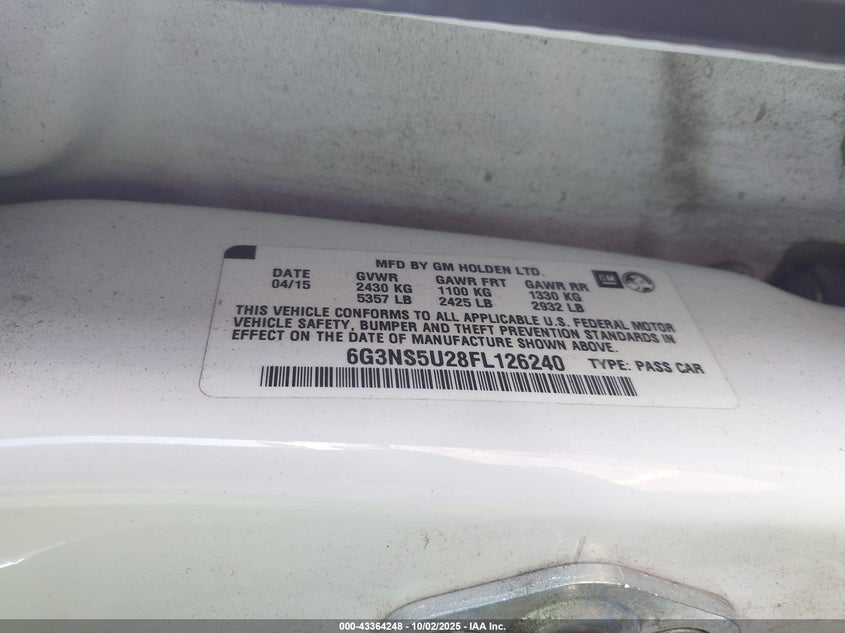 MFD BY GM HOLDEN LTD.
DATE GVWR GAWR FRT GAWR RR GM
04/15 2430 KG 1100 KG 1330 KG
5357 LB 2425 LB 2932 LB
THIS VEHICLE CONFORMS TO ALL APPLICABLE U.S. FEDERAL MOTOR
VEHICLE SAFETY, BUMPER AND THEFT PREVENTION STANDARDS IN
EFFECT ON THE DATE OF MANUFACTURE SHOWN ABOVE.
6G3NS5U28FL126240 TYPE: PASS CAR
000-43364248 - 10/02/2025 - IAA Inc.